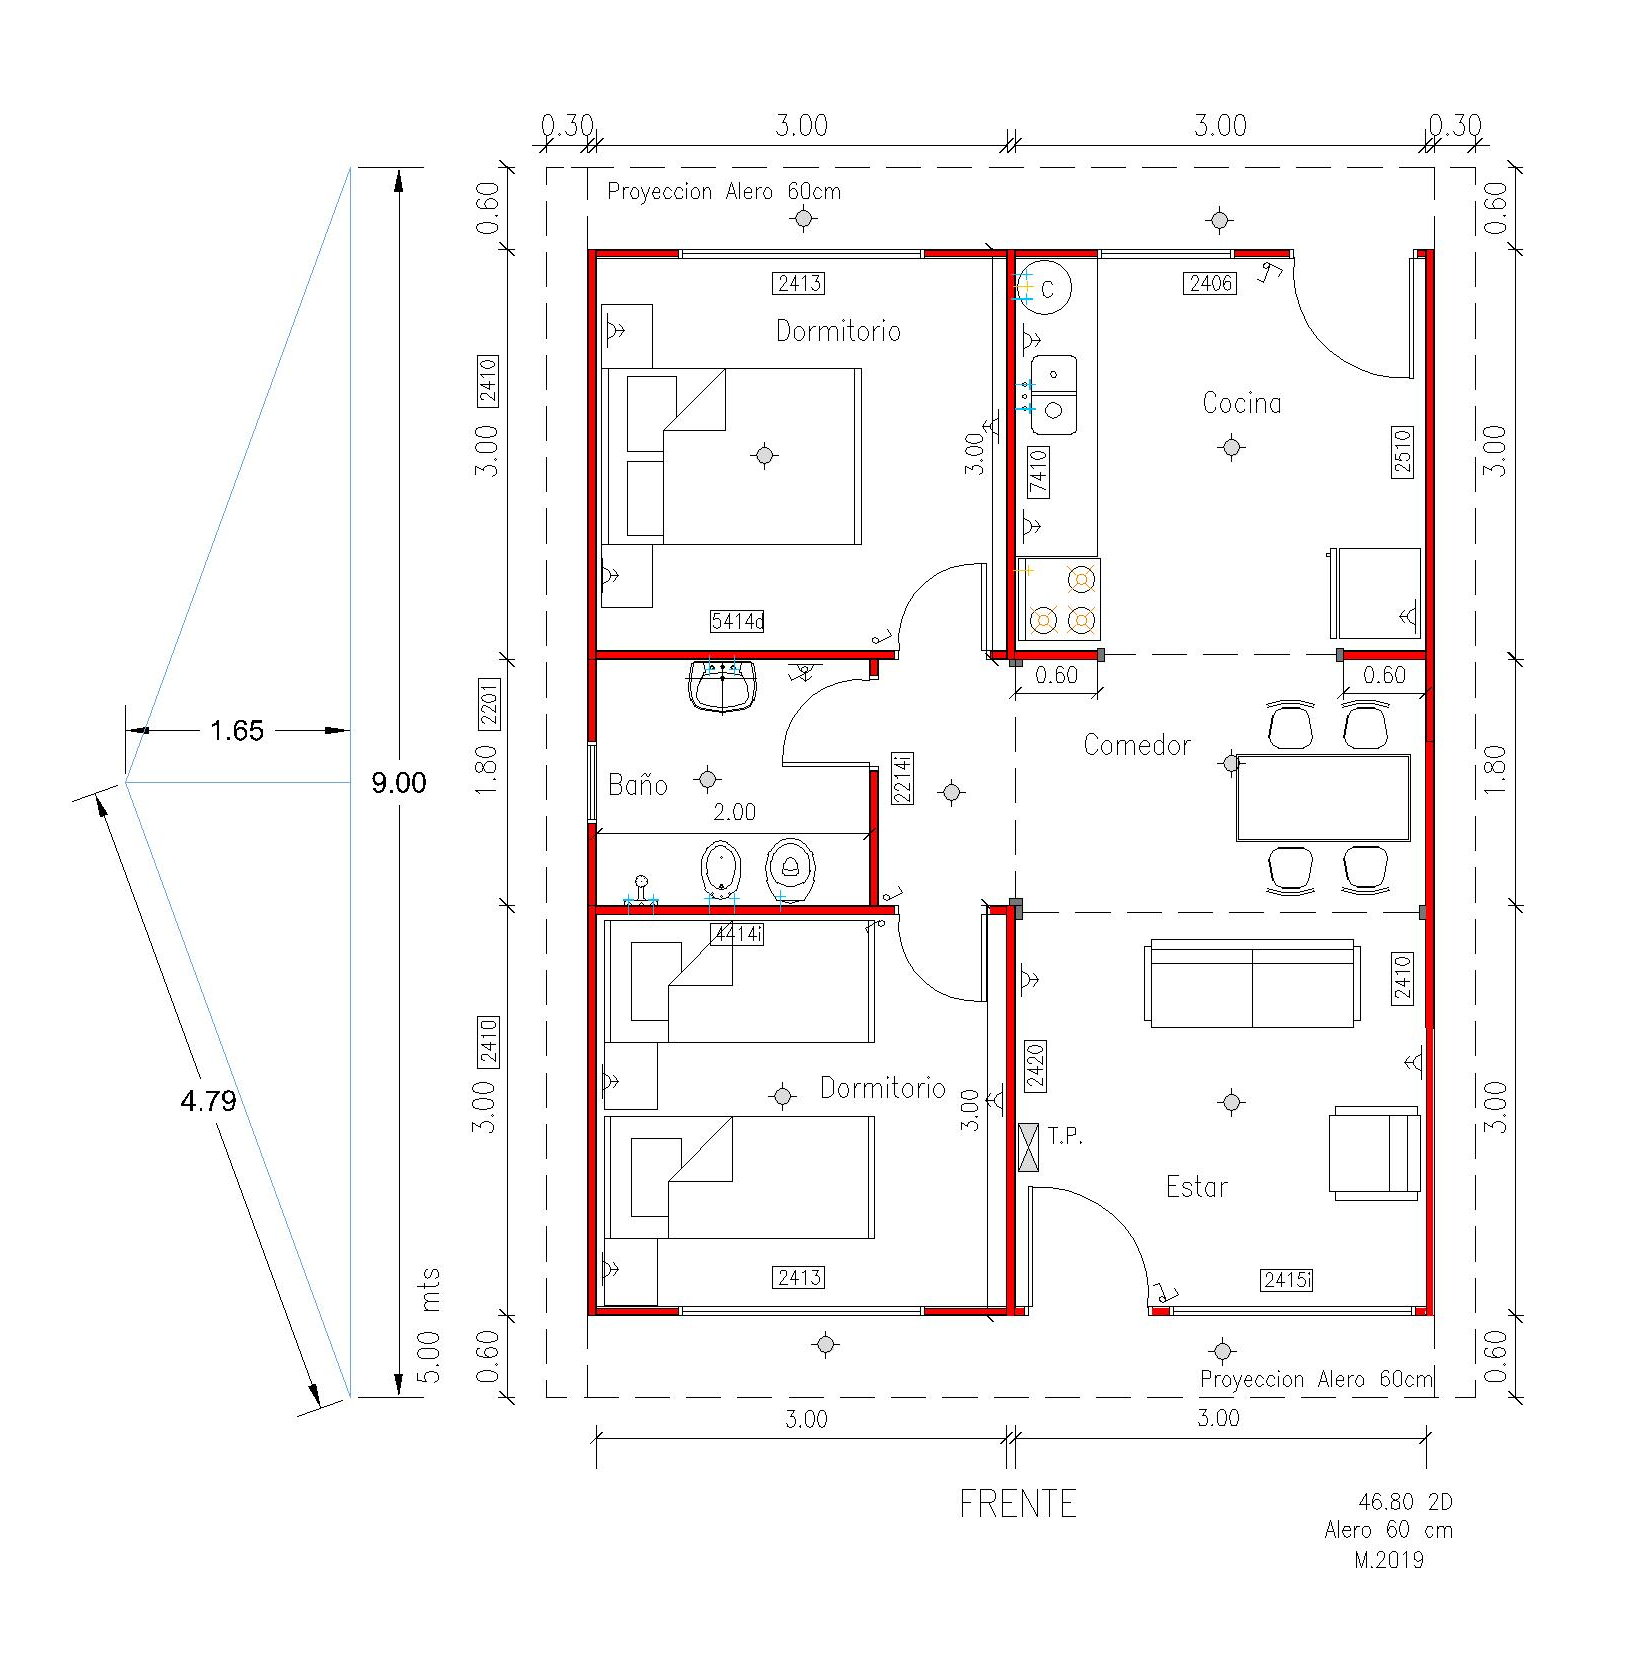 0.30
3.00
3.00
0.30
Proyeccion Alero 60cm
0.60
0.60
2413
2406
C
Dormitorio
2410
Cocina
3.00
3.00
7410
2510
3.00
5414d
0.60
0.60
2201
1.65
Comedor
9.00
1.80
Baño
2214i
1.80
2.00
4414i
2410
2410
2420
4.79
3.00
Dormitorio
3.00
3.00
T.P.
Estar
2413
2415i
5.00 mts
0.60
0.60
Proyeccion Alero 60cm
3.00
3.00
FRENTE
46.80 2D
Alero 60 cm
M.2019